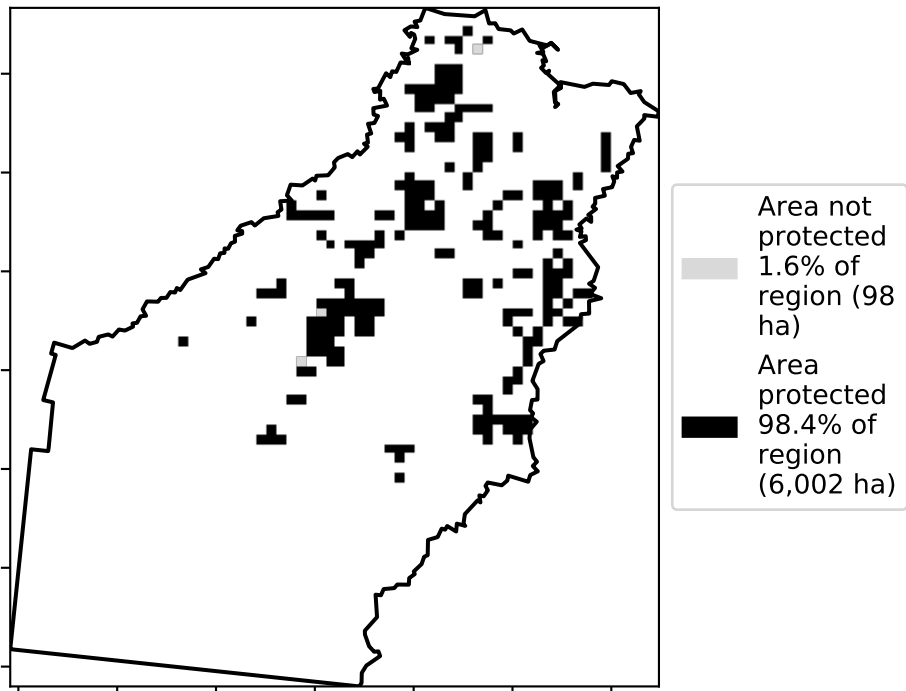 Area not
protected
1.6% of
region (98
ha)
Area
protected
98.4% of
region
(6,002 ha)